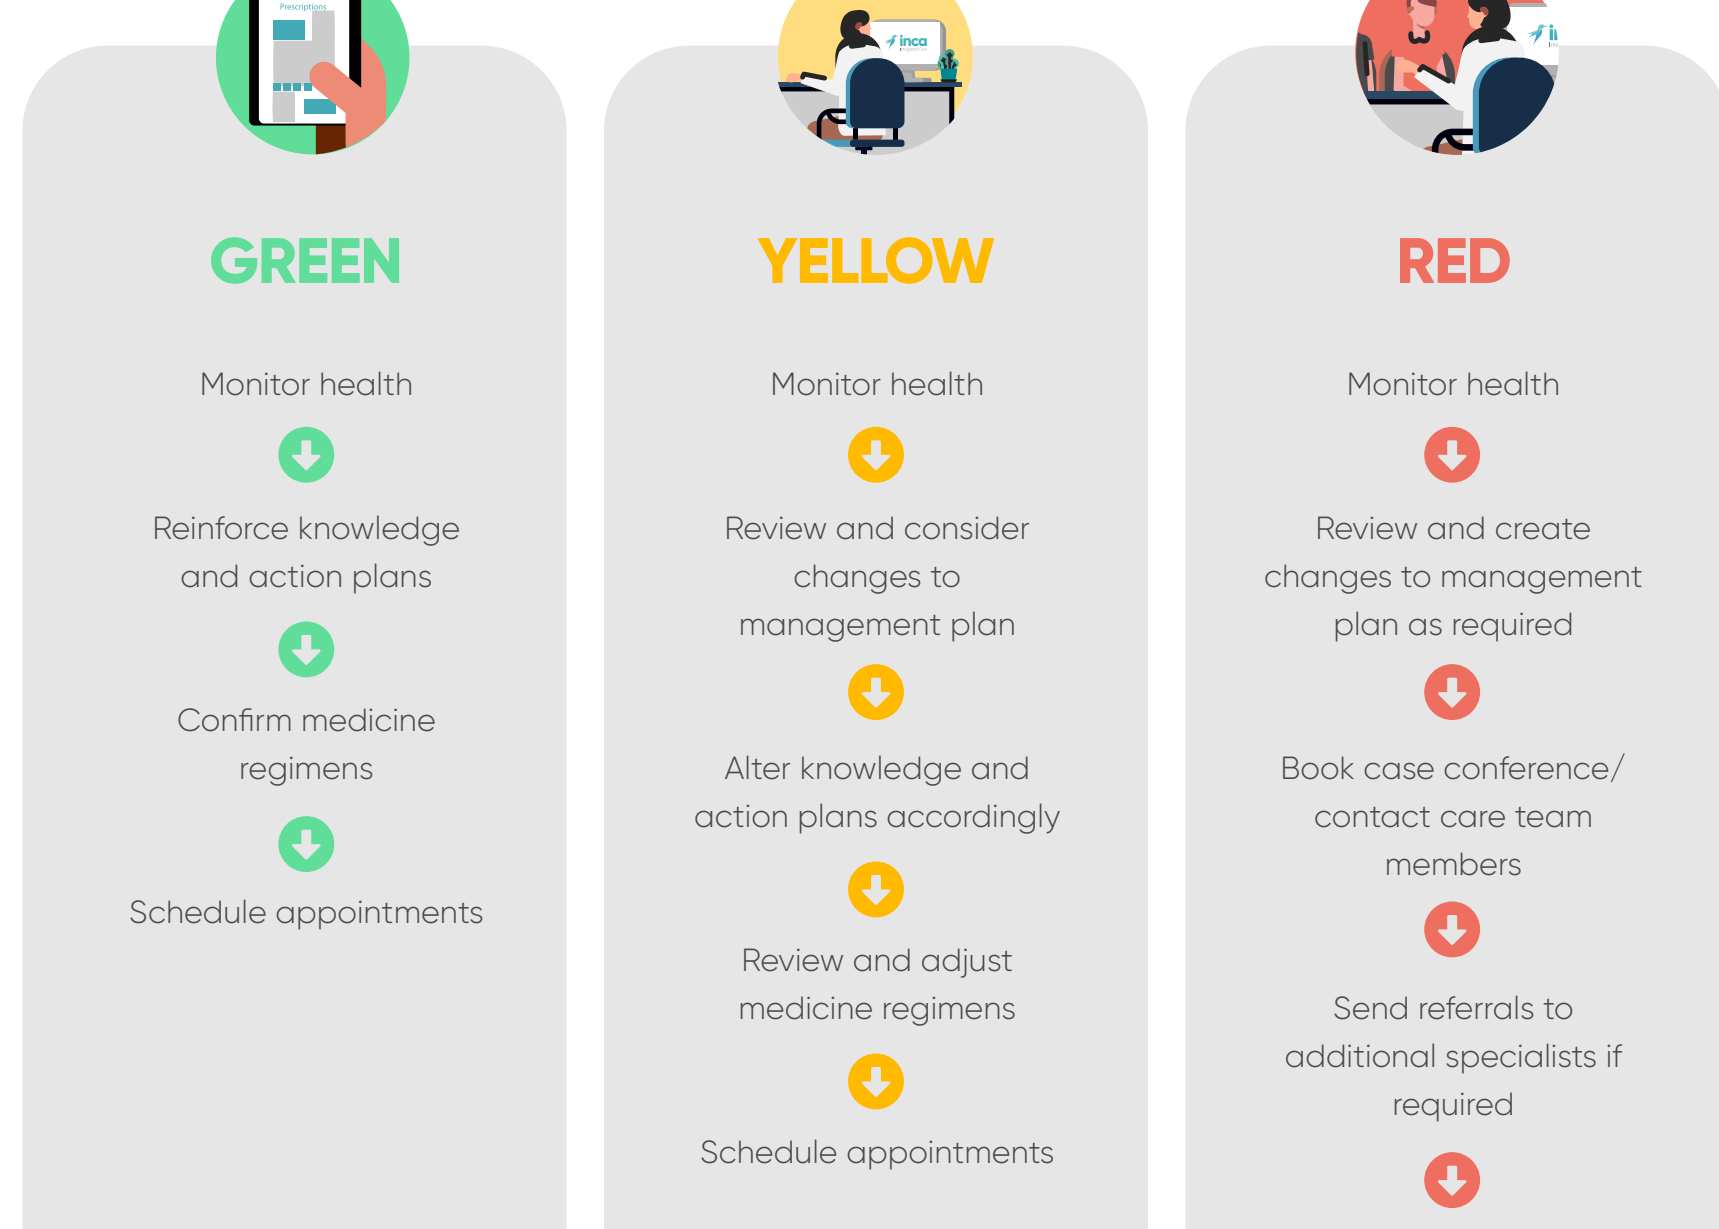 Prescriptions
inca
GREEN
Monitor health
Reinforce knowledge
and action plans
Confirm medicine
regimens
Schedule appointments
YELLOW
Monitor health
Review and consider
changes to
management plan
Alter knowledge and
action plans accordingly
Review and adjust
medicine regimens
Schedule appointments
RED
Monitor health
Review and create
changes to management
plan as required
Book case conference/
contact care team
members
Send referrals to
additional specialists if
required